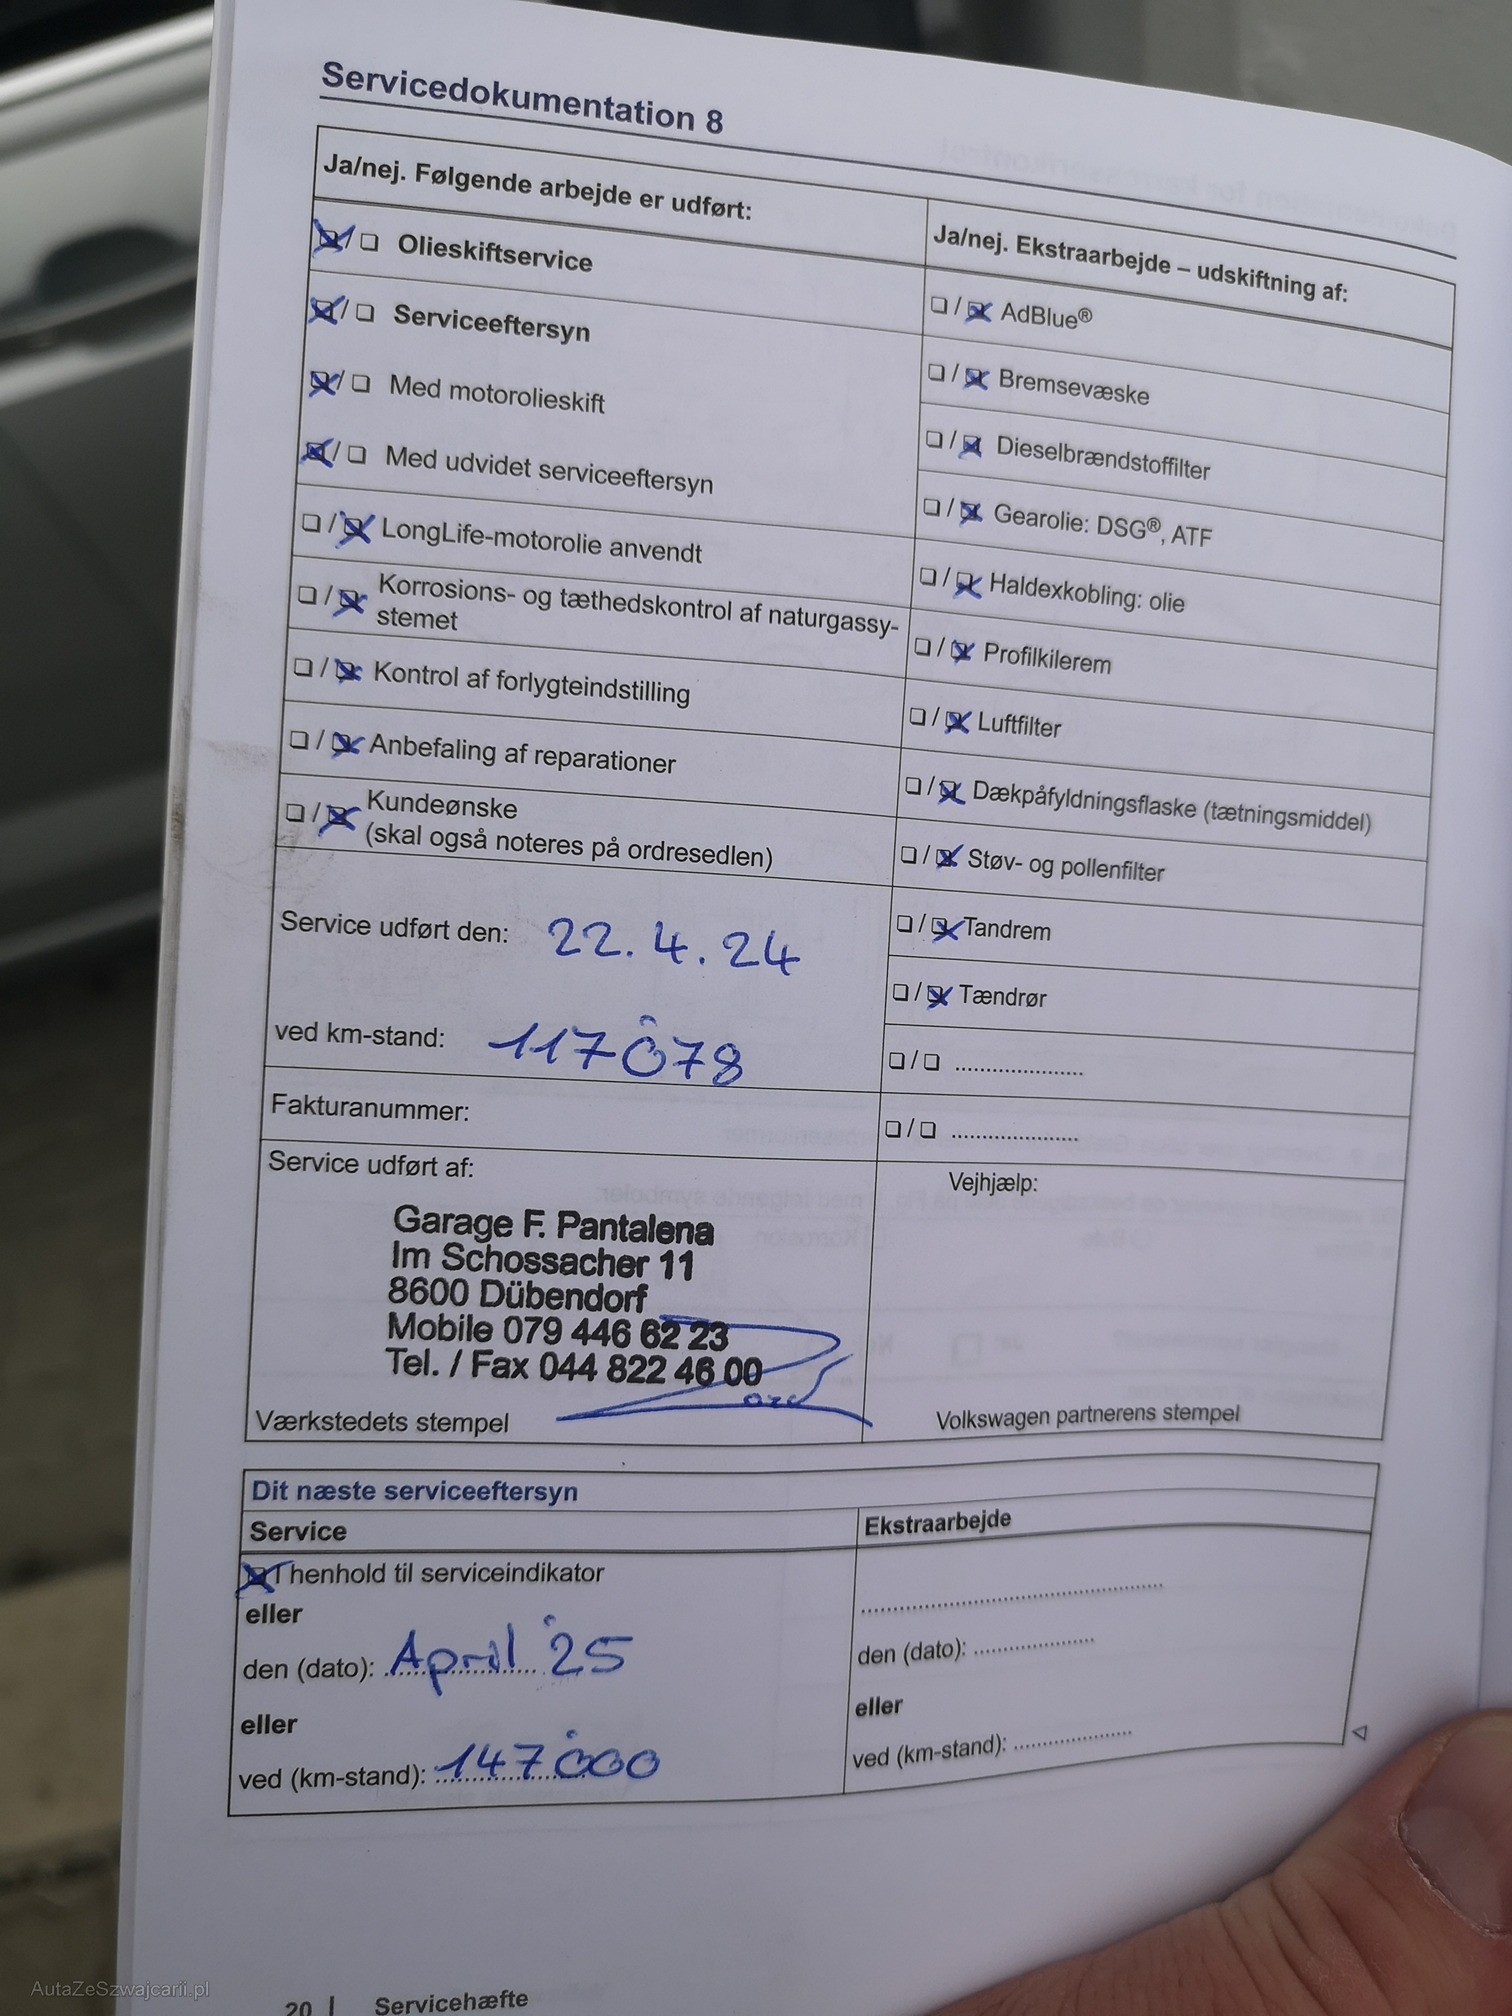 Servicedokumentation 8
Ja/nej. Følgende arbejde er udført:
Olieskiftservice
Serviceeftersyn
Med motorolieskift
Med udvidet serviceeftersyn
LongLife-motorolie anvendt
Korrosions- og tæthedskontrol af naturgassy-
stemet
Kontrol af forlygteindstilling
Anbefaling af reparationer
Kundeønske
(skal også noteres på ordresedlen)
Service udført den: 22.4.24
ved km-stand: 117078
Fakturanummer:
Service udført af:
Garage F. Pantalena
Im Schossacher 11
8600 Dübendorf
Mobile 079 446 62 23
Tel. / Fax 044 822 46 00
Værkstedets stempel
Ja/nej. Ekstraarbejde – udskiftning af:
AdBlue®
Bremsevæske
Dieselbrændstoffilter
Gearolie: DSG®, ATF
Haldexkobling: olie
Profilkilerem
Luftfilter
Dækpåfyldningsflaske (tætningsmiddel)
Støv- og pollenfilter
Tandrem
Tændrør
Vejhjælp:
Volkswagen partnerens stempel
Dit næste serviceeftersyn
Service
I henhold til serviceindikator
eller
den (dato): April 25
eller
ved (km-stand): 147000
Ekstraarbejde
den (dato):
eller
ved (km-stand):
20 | Servicehæfte
AutaZeSzwajcarii.pl